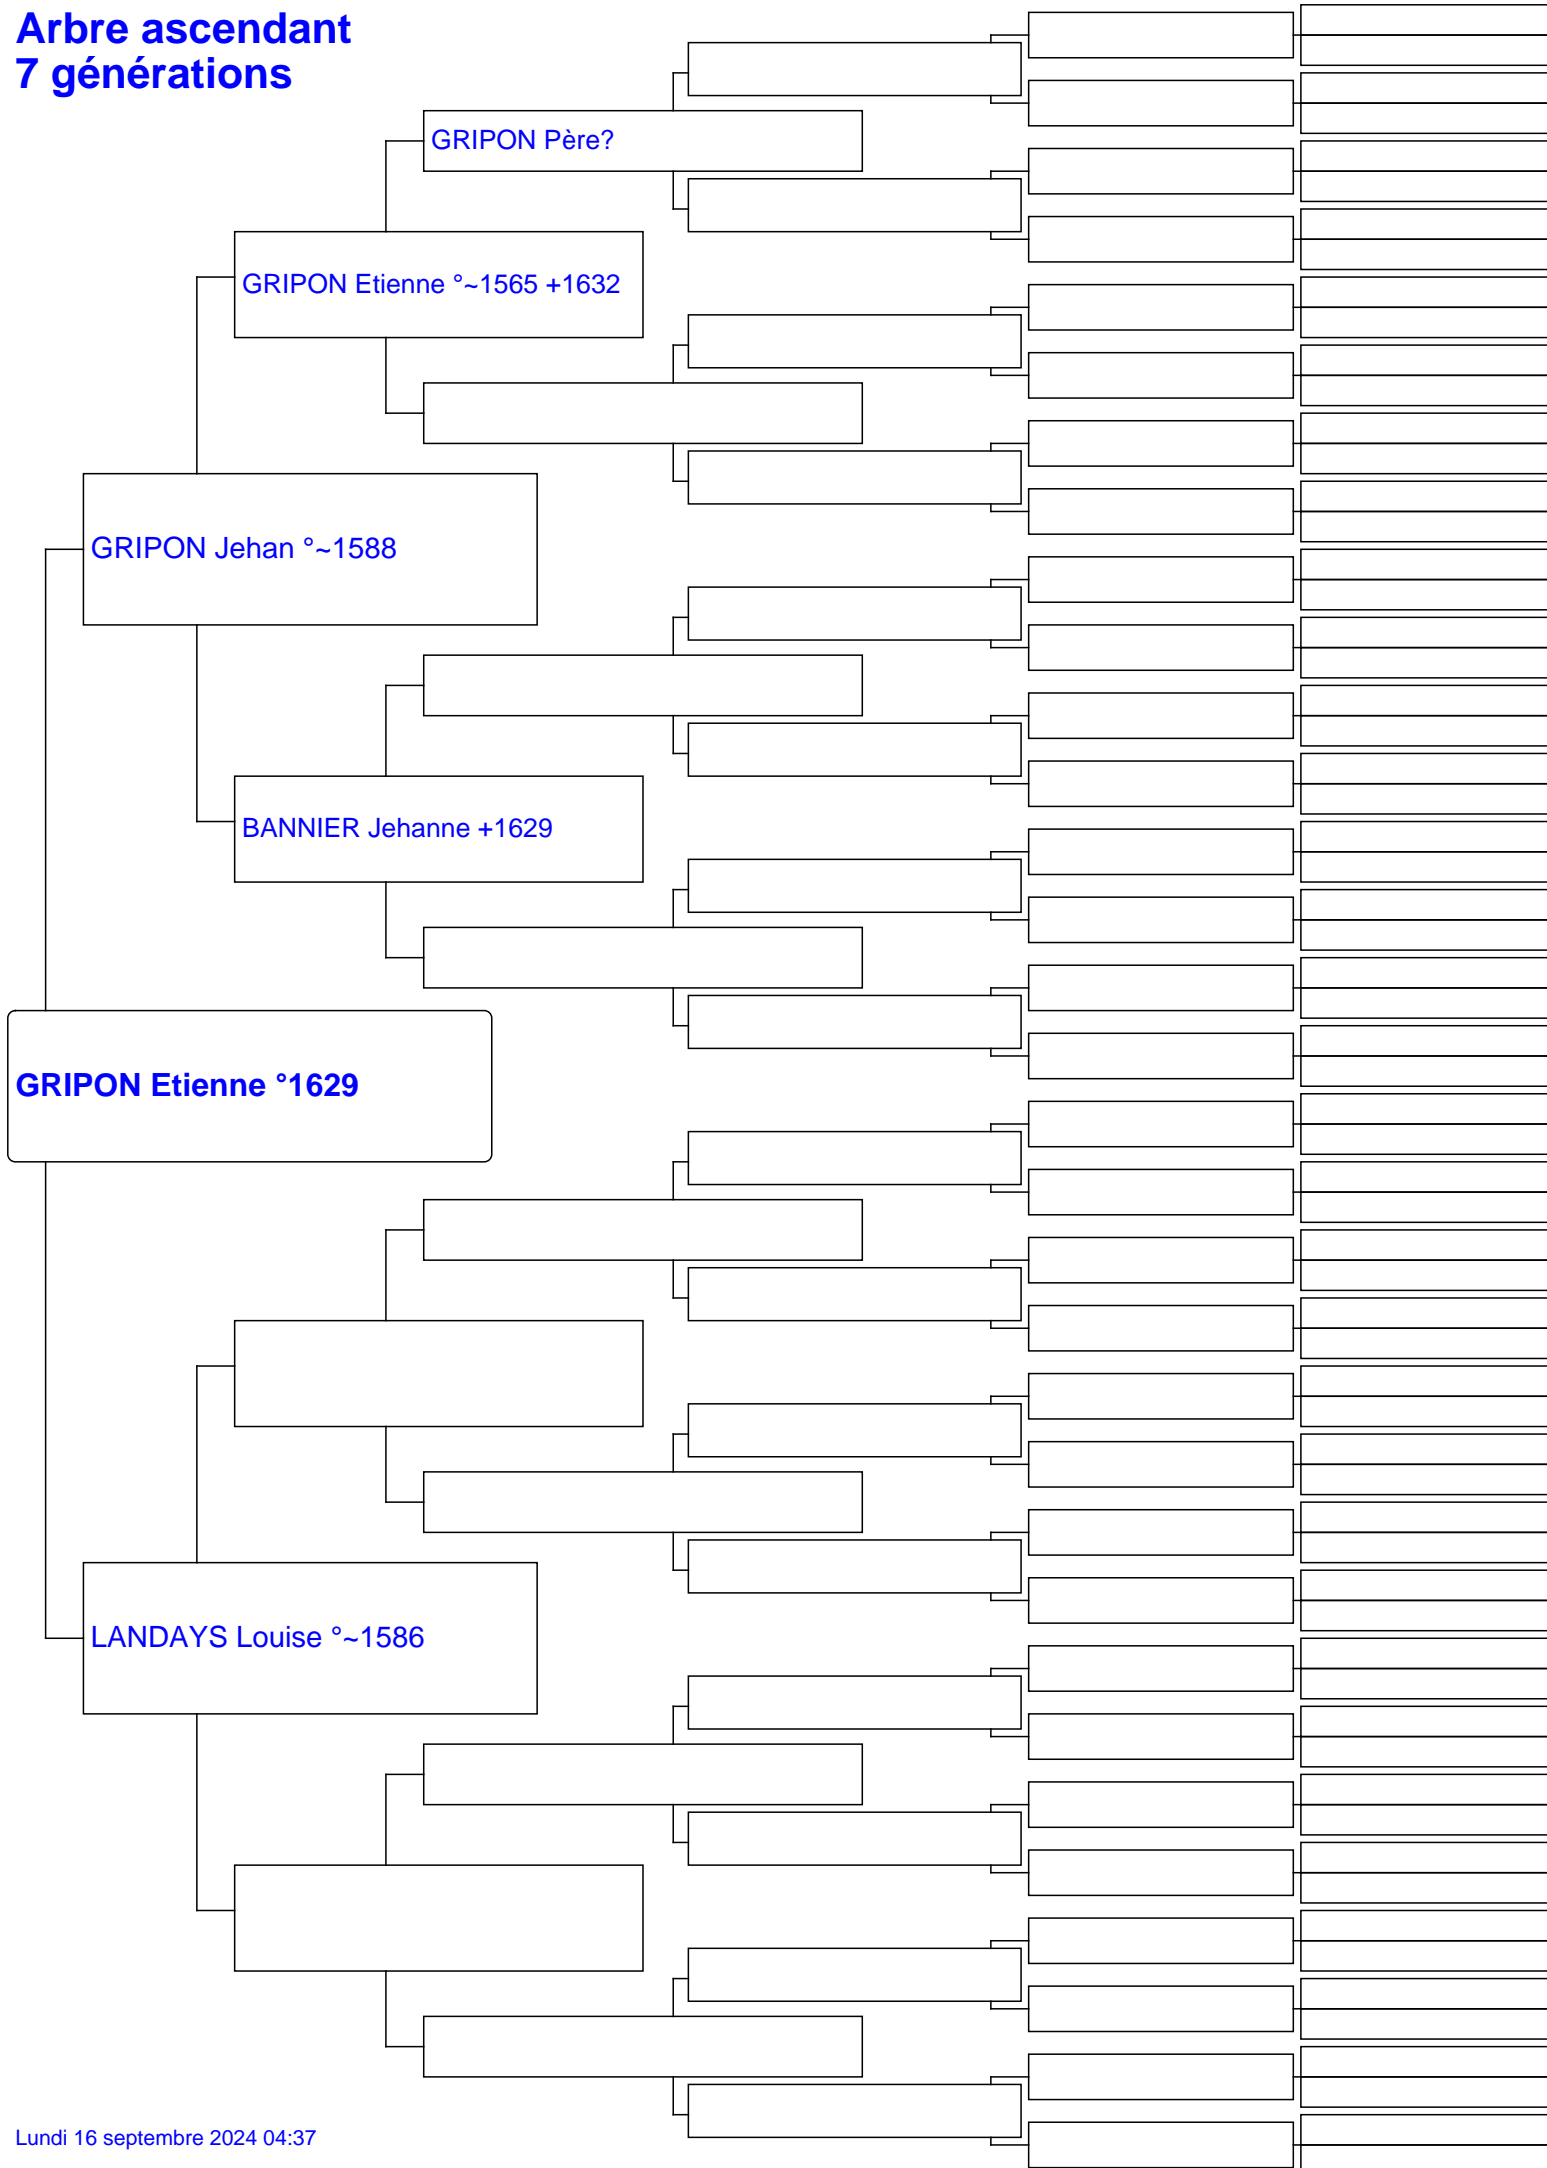 Arbre ascendant
7 générations
GRIPON Père?
GRIPON Etienne °~1565 +1632
GRIPON Jehan °~1588
BANNIER Jehanne +1629
GRIPON Etienne °1629
LANDAYS Louise °~1586
Lundi 16 septembre 2024 04:37